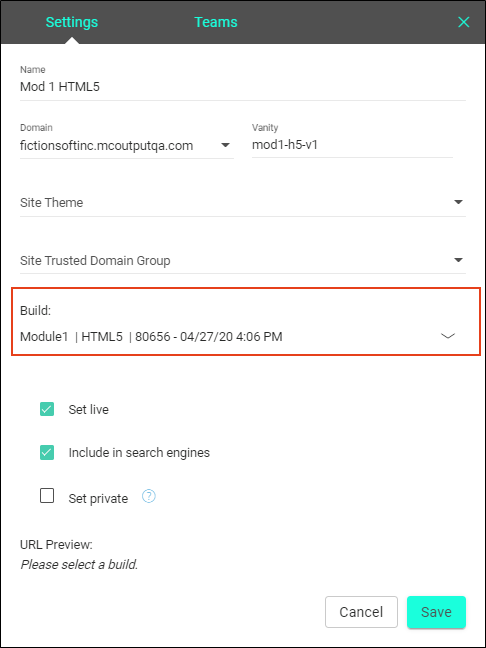 Settings Teams
Name
Mod 1 HTML5
Domain Vanity
fictionsoftinc.mcoutputqa.com mod1-h5-v1
Site Theme
Site Trusted Domain Group
Build:
Module1 | HTML5 | 80656 - 04/27/20 4:06 PM
Set live
Include in search engines
Set private ?
URL Preview:
Please select a build.
Cancel Save